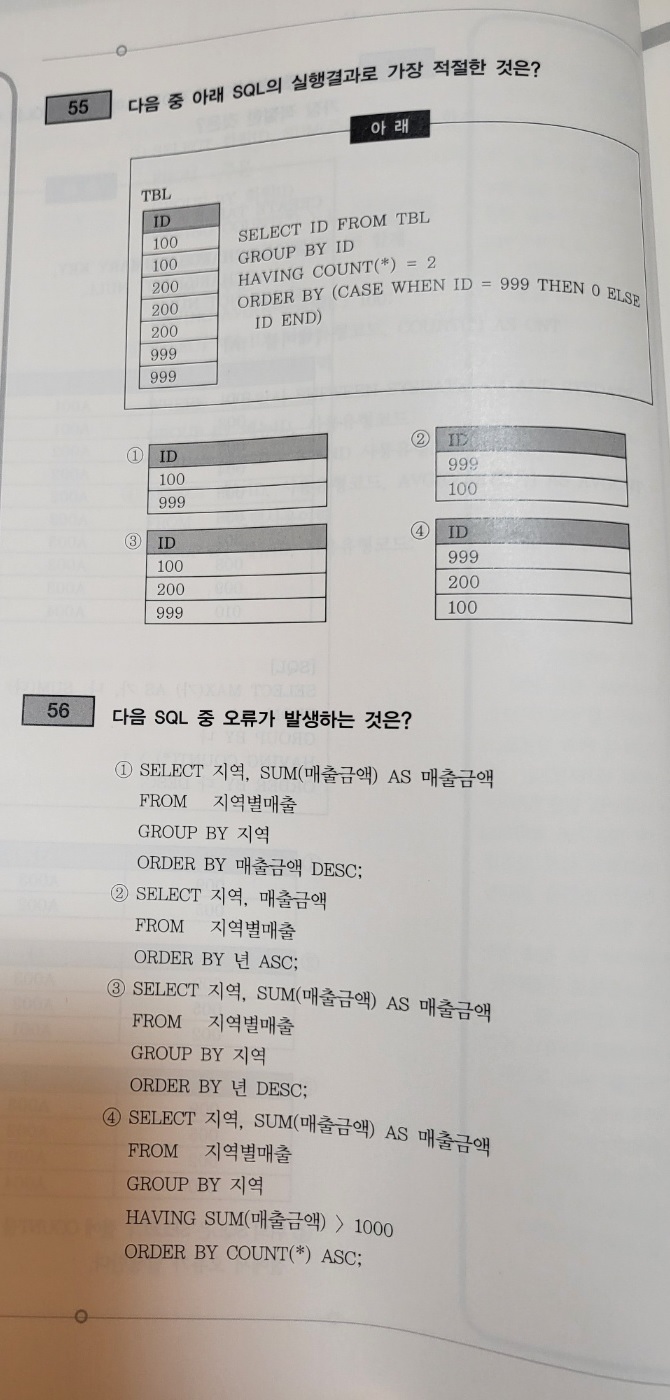 55 다음 중 아래 SQL의 실행결과로 가장 적절한 것은?
아 래
TBL
ID
100
100
200
200
200
999
999
SELECT ID FROM TBL
GROUP BY ID
HAVING COUNT(*) = 2
ORDER BY (CASE WHEN ID = 999 THEN 0 ELSE
ID END)
① ID
100
999
② ID
999
100
③ ID
100
200
999
④ ID
999
200
100
56 다음 SQL 중 오류가 발생하는 것은?
① SELECT 지역, SUM(매출금액) AS 매출금액
FROM 지역별매출
GROUP BY 지역
ORDER BY 매출금액 DESC;
② SELECT 지역, 매출금액
FROM 지역별매출
ORDER BY 년 ASC;
③ SELECT 지역, SUM(매출금액) AS 매출금액
FROM 지역별매출
GROUP BY 지역
ORDER BY 년 DESC;
④ SELECT 지역, SUM(매출금액) AS 매출금액
FROM 지역별매출
GROUP BY 지역
HAVING SUM(매출금액) > 1000
ORDER BY COUNT(*) ASC;